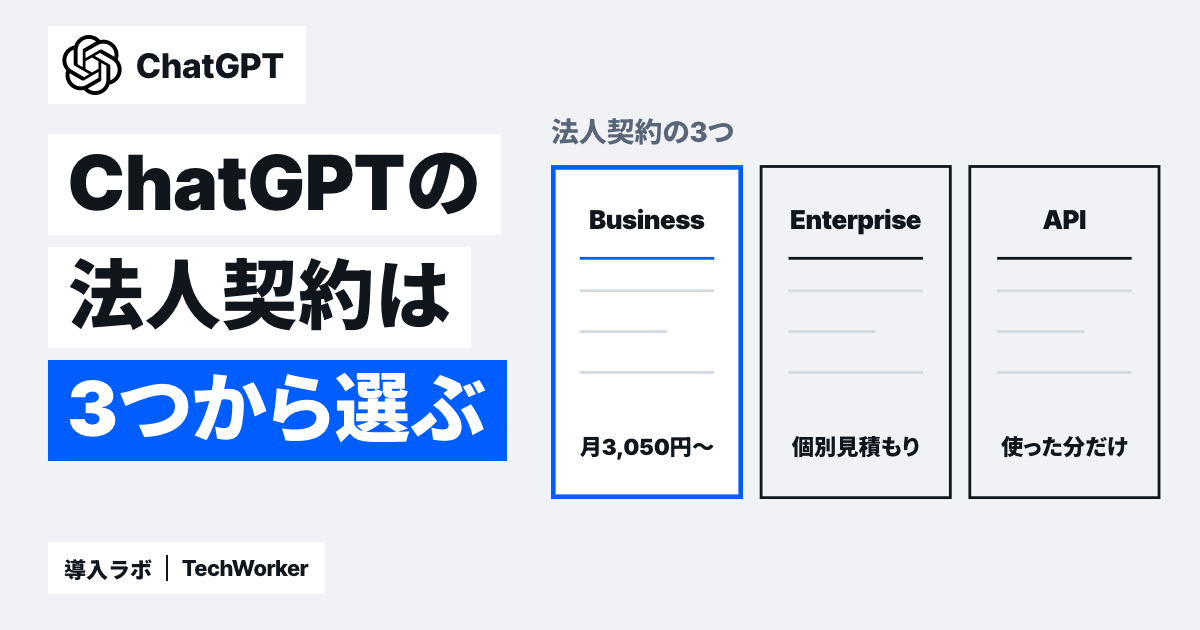 ChatGPT
ChatGPTの
法人契約は
3つから選ぶ
法人契約の3つ
Business
月3,050円〜
Enterprise
個別見積もり
API
使った分だけ
導入ラボ｜TechWorker